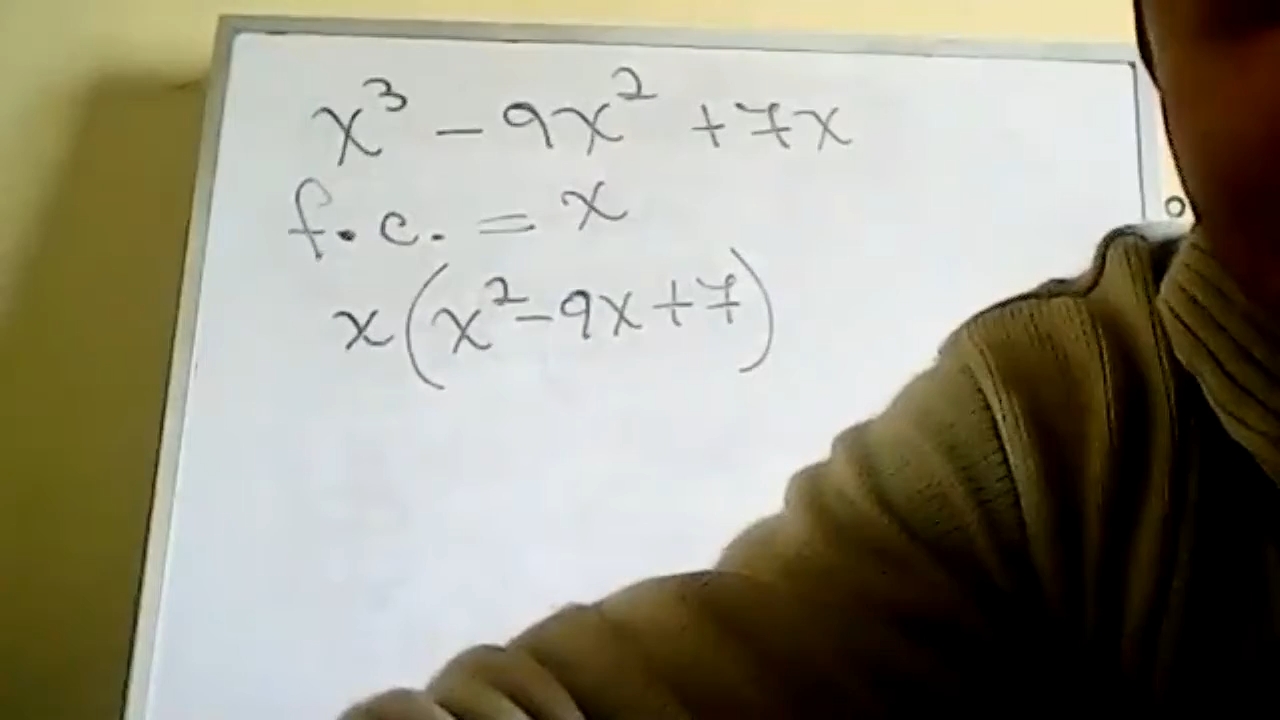 x³ - 9x² + 7x
f.c. = x
x(x² - 9x + 7)